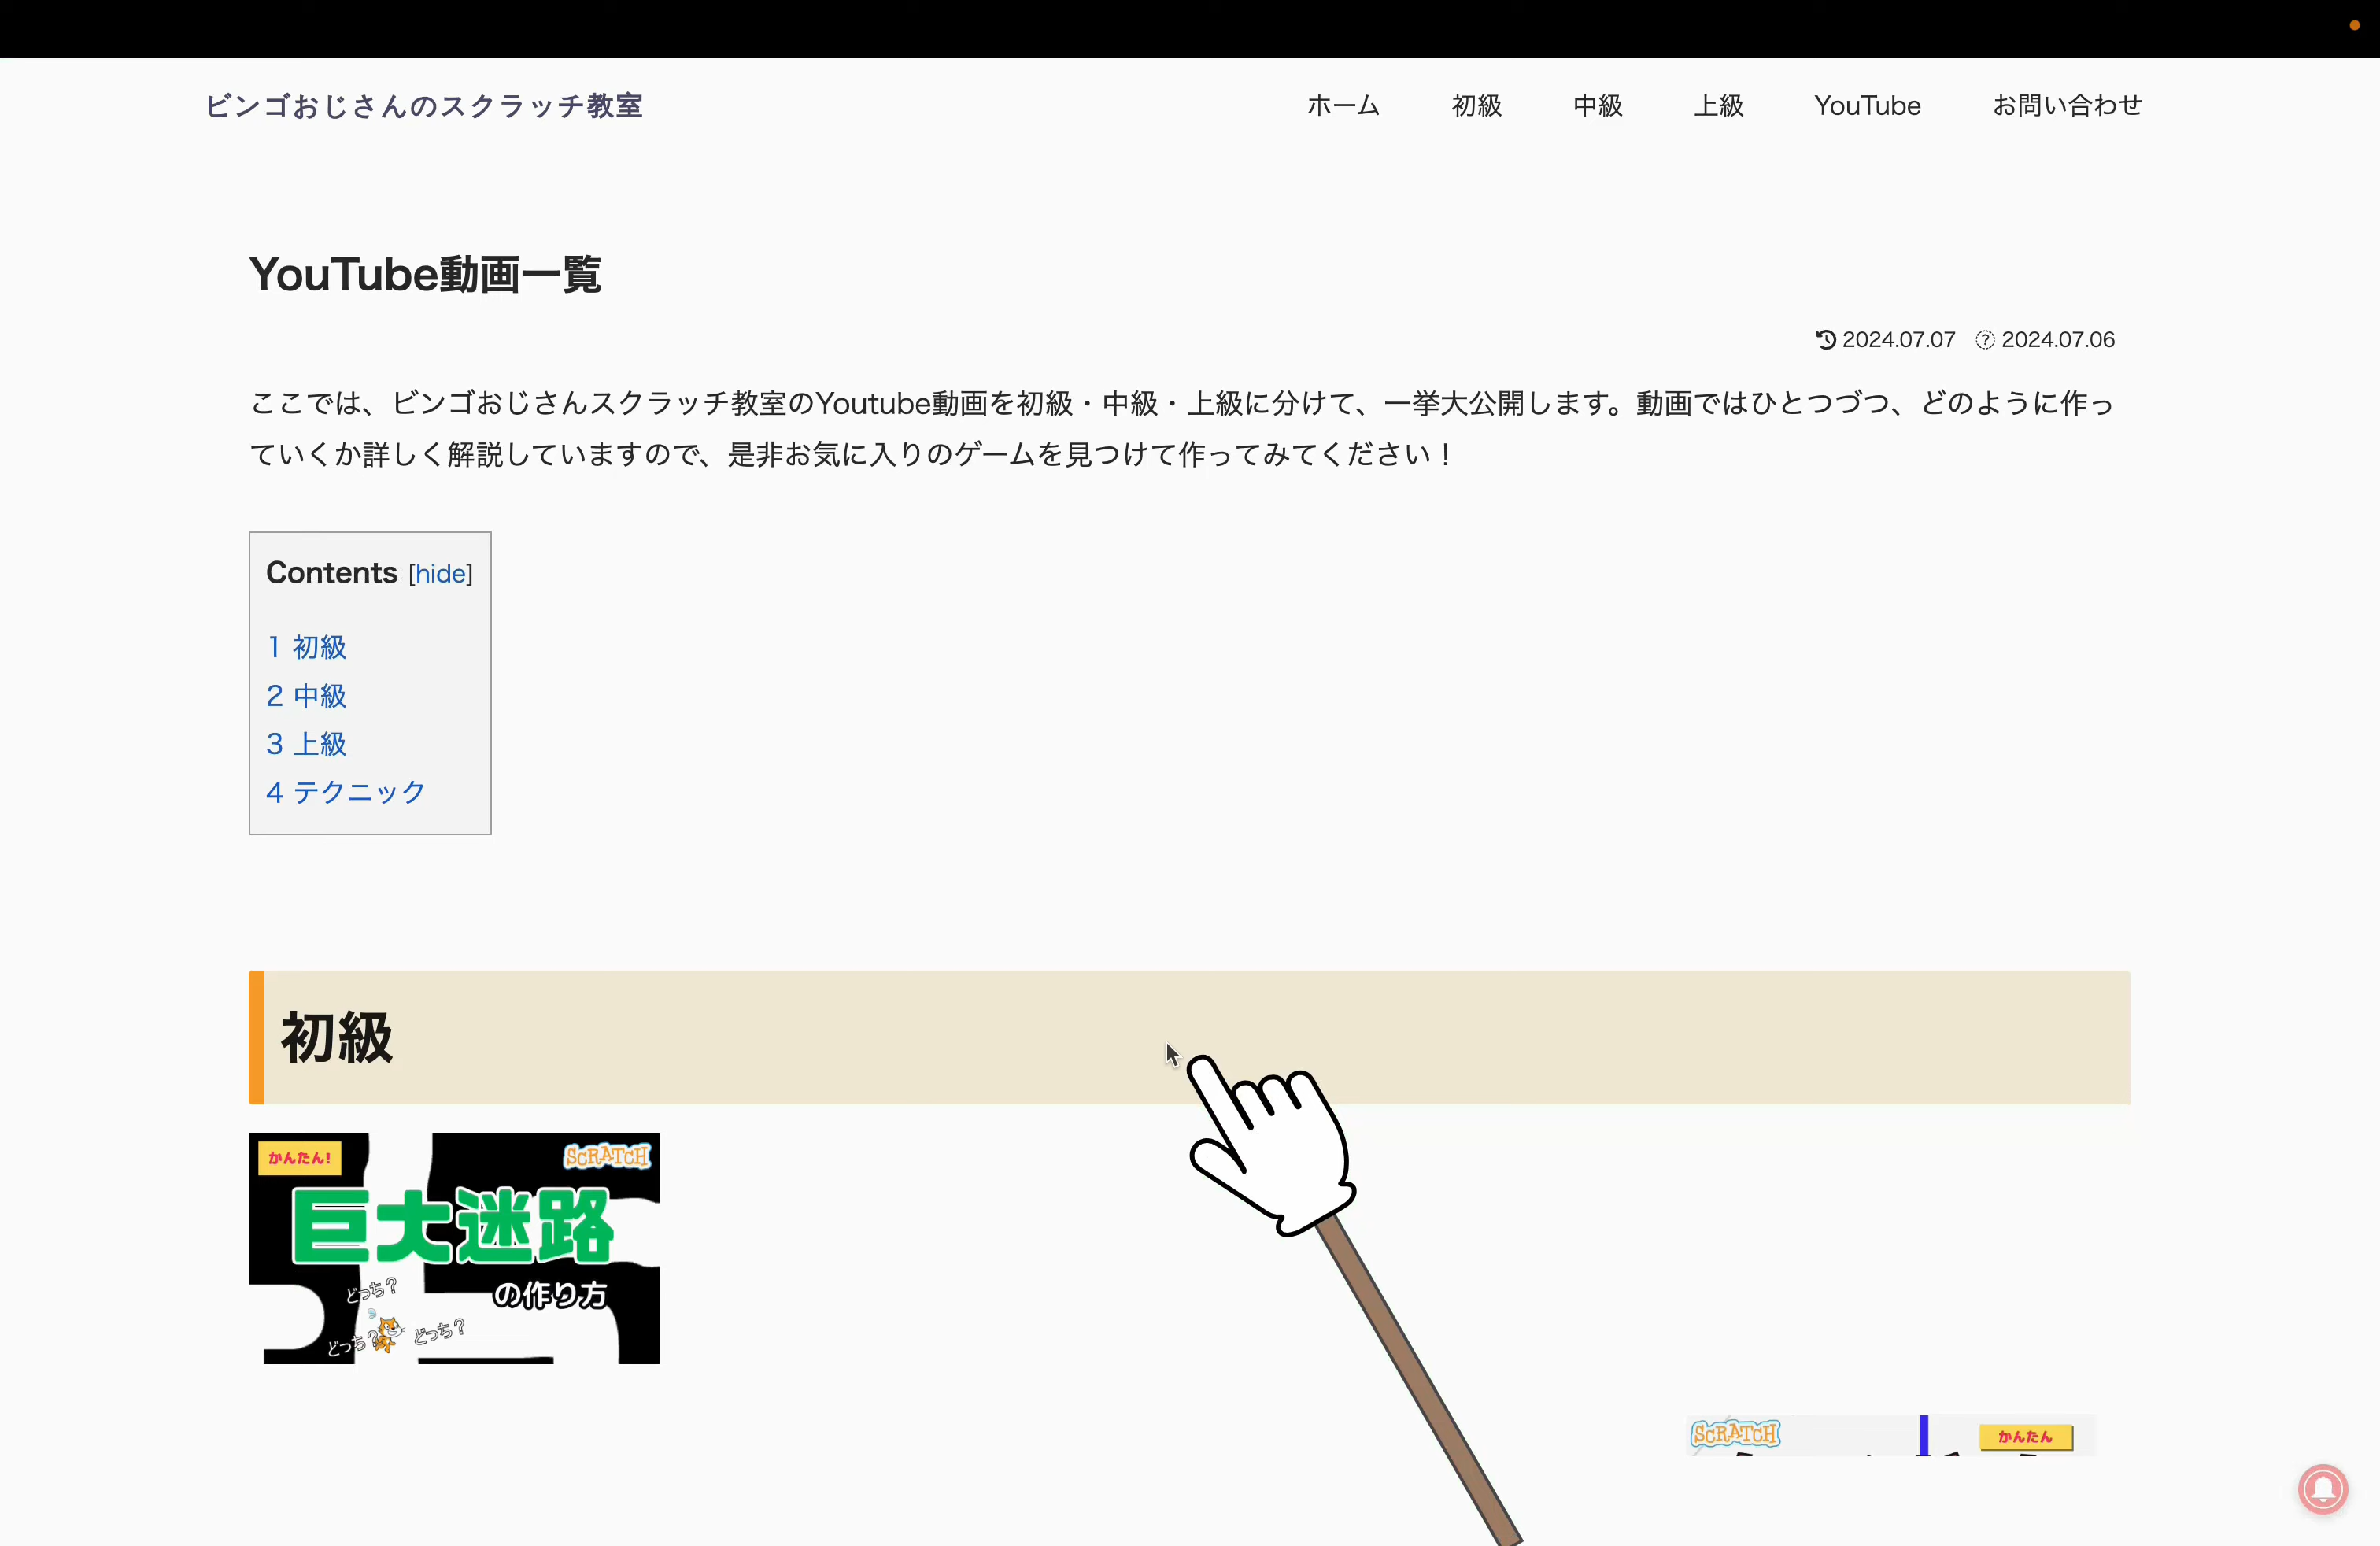 ビンゴおじさんのスクラッチ教室
ホーム 初級 中級 上級 YouTube お問い合わせ
YouTube動画一覧
2024.07.07 2024.07.06
ここでは、ビンゴおじさんスクラッチ教室のYoutube動画を初級・中級・上級に分けて、一挙大公開します。動画ではひとつづつ、どのように作っ
ていくか詳しく解説していますので、是非お気に入りのゲームを見つけて作ってみてください！
Contents [hide]
1 初級
2 中級
3 上級
4 テクニック
初級
かんたん! SCRATCH
巨大迷路
の作り方
どっち？
どっち？ どっち？
SCRATCH かんたん